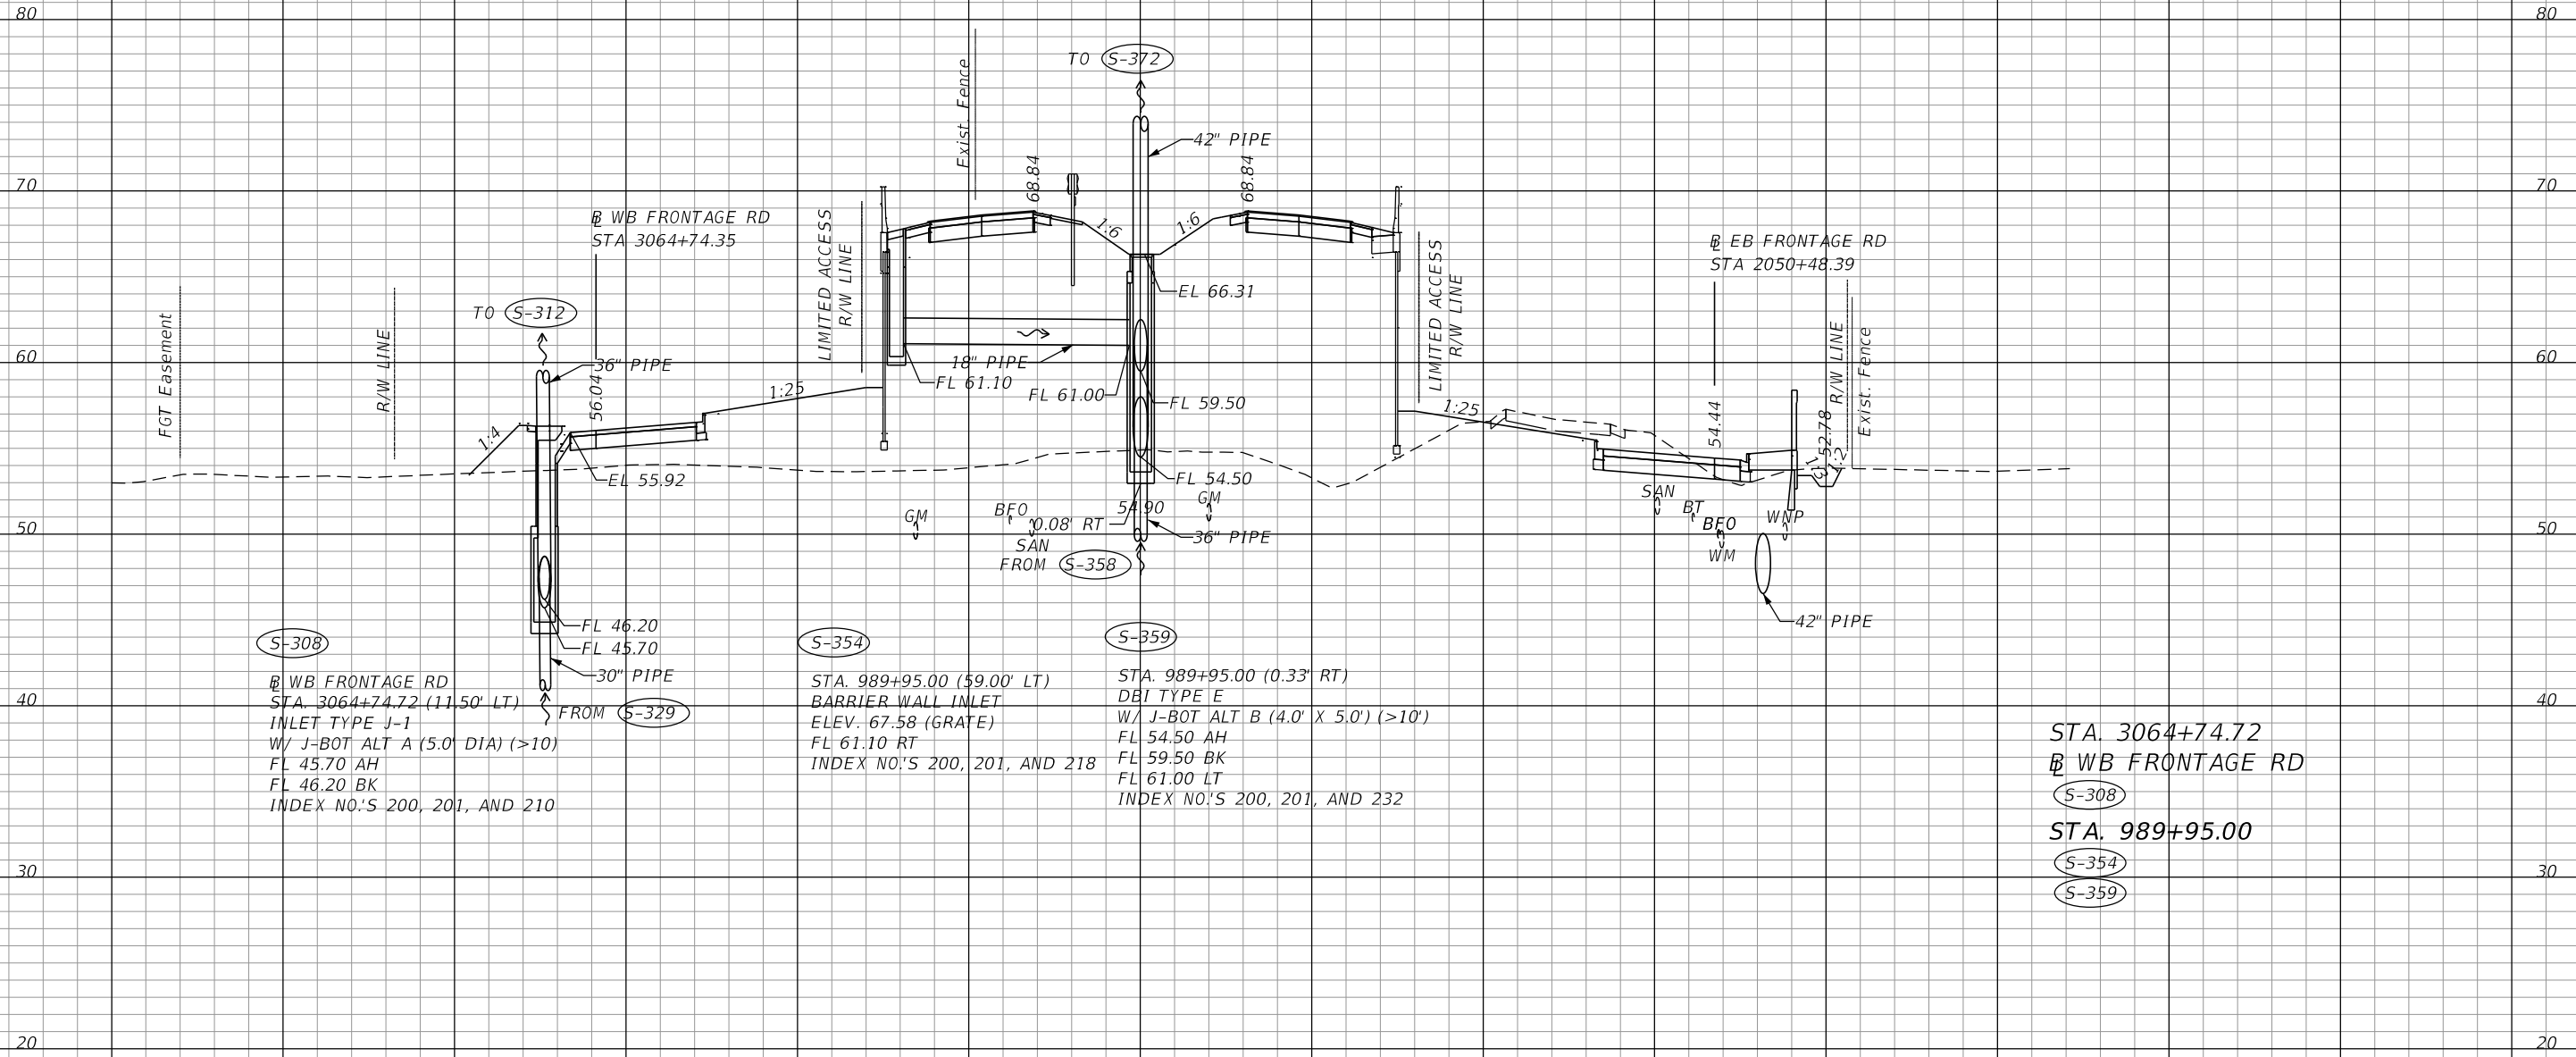 80
80
TO S-372
Exist. Fence
42" PIPE
70
70
68.84
68.84
LIMITED ACCESS
R/W LINE
BL WB FRONTAGE RD
STA 3064+74.35
1:6
1:6
BL EB FRONTAGE RD
STA 2050+48.39
LIMITED ACCESS
R/W LINE
EL 66.31
FGT Easement
R/W LINE
TO S-312
R/W LINE
Exist. Fence
60
60
36" PIPE
18" PIPE
FL 61.10
FL 61.00
FL 59.50
56.04
1:25
1:25
54.44
52.78
1:4
1:3
1:2
EL 55.92
FL 54.50
54.90
GM
BFO
0.08' RT
SAN
GM
SAN
BT
BFO
WM
WNP
50
50
36" PIPE
FROM S-358
42" PIPE
FL 46.20
FL 45.70
30" PIPE
FROM S-329
40
40
S-308
BL WB FRONTAGE RD
STA. 3064+74.72 (11.50' LT)
INLET TYPE J-1
W/ J-BOT ALT A (5.0' DIA) (>10)
FL 45.70 AH
FL 46.20 BK
INDEX NO.'S 200, 201, AND 210
S-354
STA. 989+95.00 (59.00' LT)
BARRIER WALL INLET
ELEV. 67.58 (GRATE)
FL 61.10 RT
INDEX NO.'S 200, 201, AND 218
S-359
STA. 989+95.00 (0.33' RT)
DBI TYPE E
W/ J-BOT ALT B (4.0' X 5.0') (>10')
FL 54.50 AH
FL 59.50 BK
FL 61.00 LT
INDEX NO.'S 200, 201, AND 232
STA. 3064+74.72
BL WB FRONTAGE RD
S-308
STA. 989+95.00
S-354
S-359
30
30
20
20